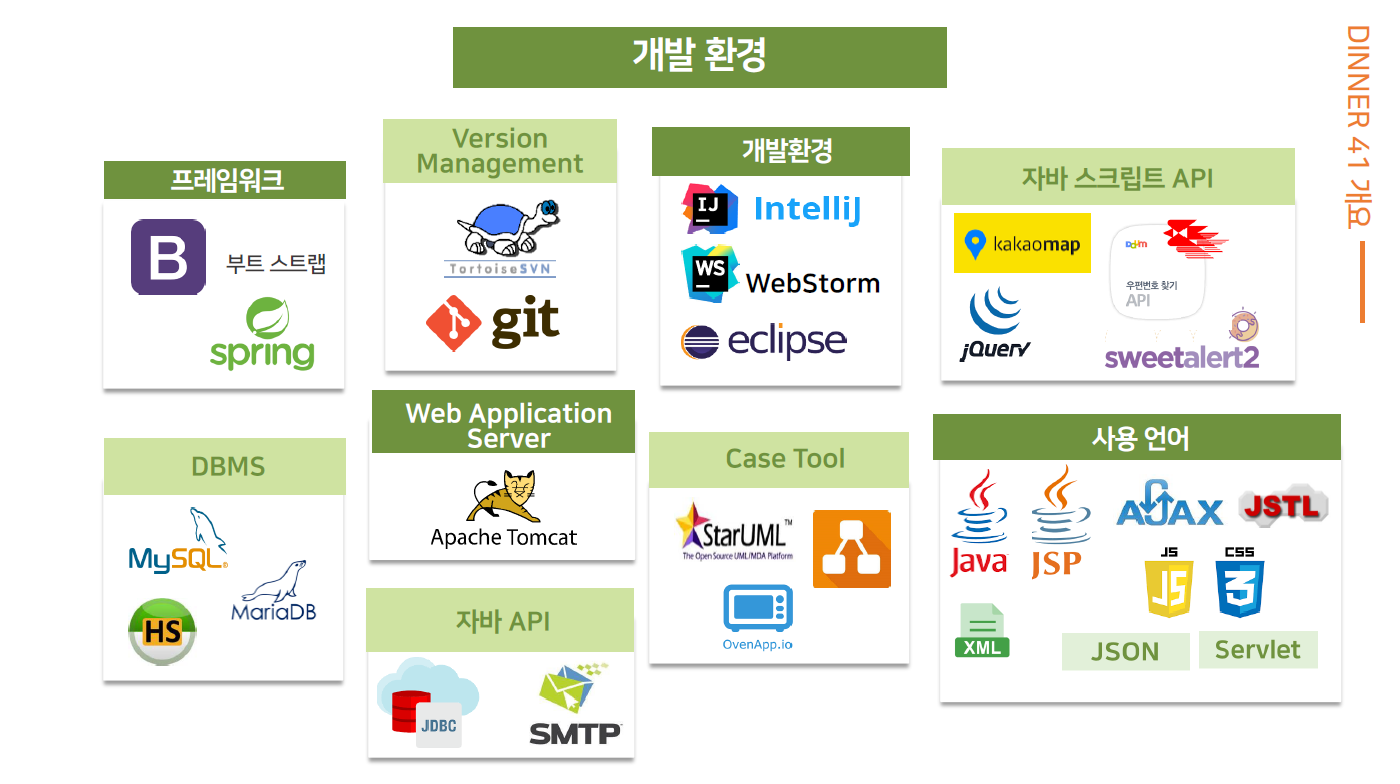 개발 환경
DINNER 41 개요
프레임워크
B
부트 스트랩
spring
Version
Management
TortoiseSVN
git
개발환경
IJ
IntelliJ
WS
WebStorm
eclipse
자바 스크립트 API
kakaomap
Daum
우편번호 찾기
API
jQuery
sweetalert2
DBMS
MySQL®
MariaDB
HS
Web Application
Server
Apache Tomcat
자바 API
JDBC
SMTP
Case Tool
StarUML™
The Open Source UML/MDA Platform
OvenApp.io
사용 언어
Java
JSP
AJAX
JSTL
JS
JS
CSS
3
XML
JSON
Servlet